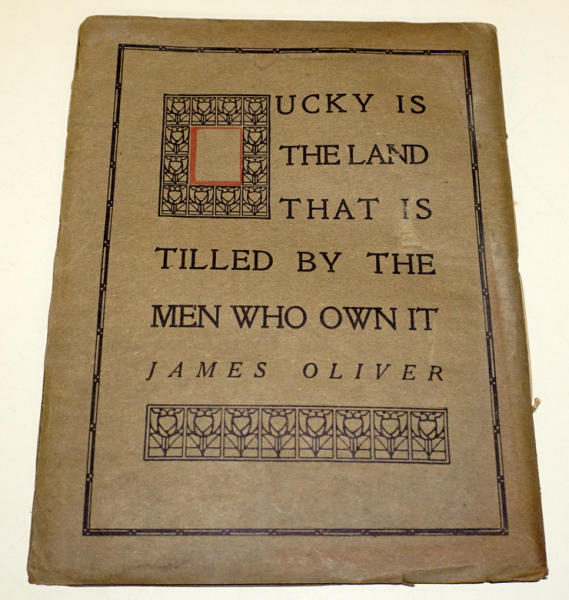 UCKY IS
THE LAND
THAT IS
TILLED BY THE
MEN WHO OWN IT
JAMES OLIVER